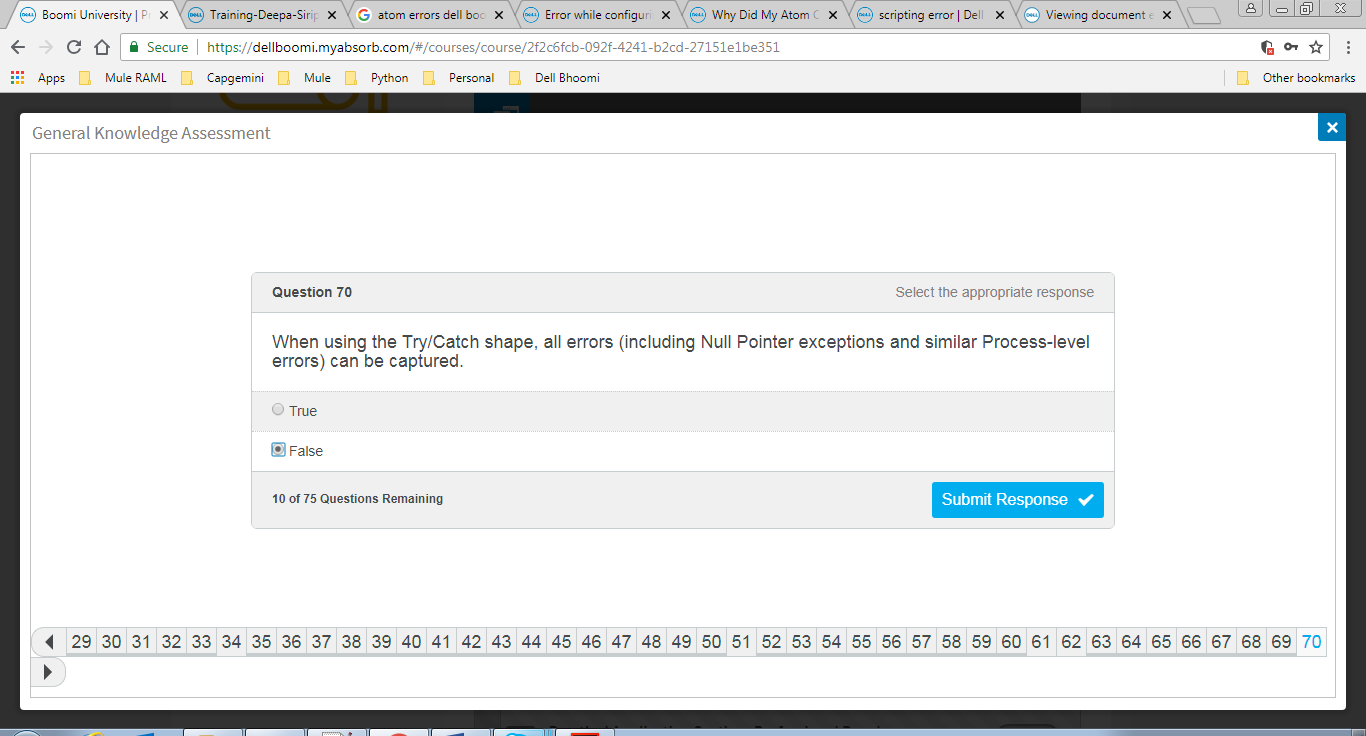 Boomi University | P
Training-Deepa-Sirip
atom errors dell boo
Error while configuri
Why Did My Atom C
scripting error | Dell
Viewing document e
Secure https://dellboomi.myabsorb.com/#/courses/course/2f2c6fcb-092f-4241-b2cd-27151e1be351
Apps Mule RAML Capgemini Mule Python Personal Dell Bhoomi Other bookmarks
General Knowledge Assessment
Question 70 Select the appropriate response
When using the Try/Catch shape, all errors (including Null Pointer exceptions and similar Process-level
errors) can be captured.
True
False
10 of 75 Questions Remaining Submit Response
29 30 31 32 33 34 35 36 37 38 39 40 41 42 43 44 45 46 47 48 49 50 51 52 53 54 55 56 57 58 59 60 61 62 63 64 65 66 67 68 69 70